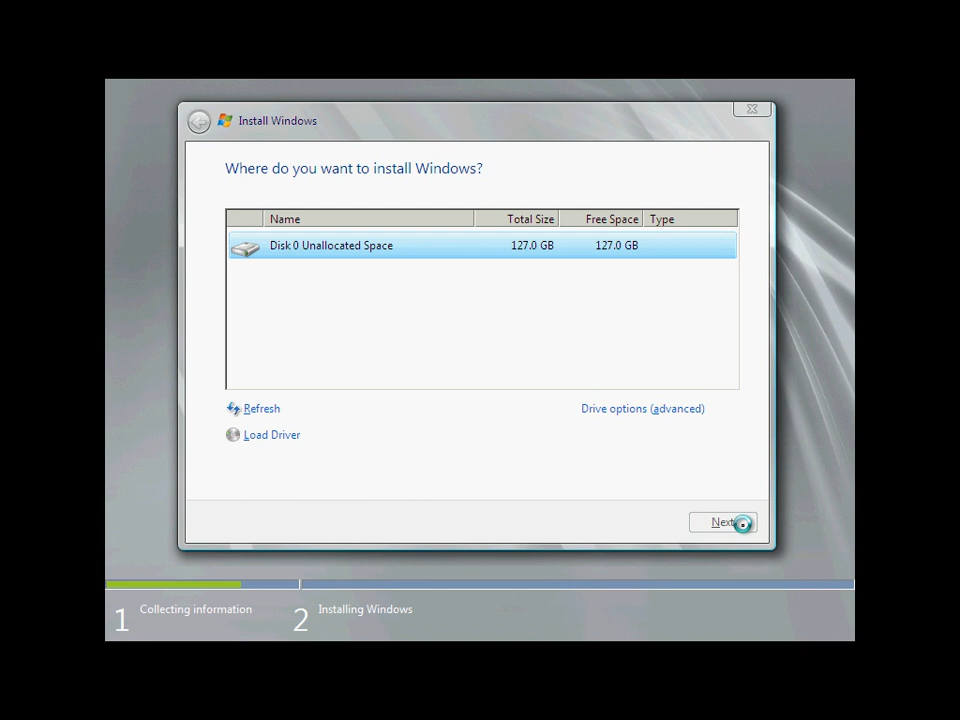 Install Windows
Where do you want to install Windows?
Name Total Size Free Space Type
Disk 0 Unallocated Space 127.0 GB 127.0 GB
Refresh Drive options (advanced)
Load Driver
Next
1 Collecting information 2 Installing Windows